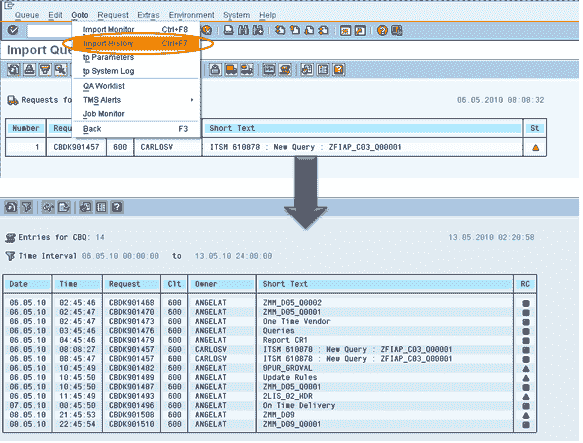 Queue Edit Goto Request Extras Environment System Help
Import Monitor Ctrl+F8
Import History Ctrl+F7
tp Parameters
tp System Log
QA Worklist
TMS Alerts
Job Monitor
Back F3
Import Que
Requests fo 06.05.2010 08:08:32
Number Requ Short Text St
1 CBDK901457 600 CARLOSV ITSM 610878 : New Query : ZFIAP_C03_Q00001
Entries for CBQ: 14 13.05.2010 02:20:58
Time Interval 06.05.10 00:00:00 to 13.05.10 24:00:00
Date Time Request Clt Owner Short Text RC
06.05.10 02:45:46 CBDK901468 600 ANGELAT ZMM_D05_Q0002
06.05.10 02:45:46 CBDK901470 600 ANGELAT ZMM_D05_Q0001
06.05.10 02:45:47 CBDK901473 600 ANGELAT One Time Vendor
06.05.10 03:45:46 CBDK901476 600 ANGELAT Queries
06.05.10 04:45:46 CBDK901479 600 ANGELAT Report CR1
06.05.10 08:08:27 CBDK901457 600 CARLOSV ITSM 610878 : New Query : ZFIAP_C03_Q00001
06.05.10 08:45:47 CBDK901457 600 CARLOSV ITSM 610878 : New Query : ZFIAP_C03_Q00001
06.05.10 10:45:49 CBDK901482 600 ANGELAT 0PUR_GROVAL
06.05.10 10:45:50 CBDK901489 600 ANGELAT Update Rules
06.05.10 10:45:50 CBDK901487 600 ANGELAT ZMM_D05_Q0001
06.05.10 11:45:49 CBDK901493 600 ANGELAT 2LIS_02_HDR
07.05.10 00:45:50 CBDK901496 600 ANGELAT On Time Delivery
08.05.10 21:45:53 CBDK901508 600 ANGELAT ZMM_D09
08.05.10 22:45:54 CBDK901510 600 ANGELAT ZMM_D09_Q0001